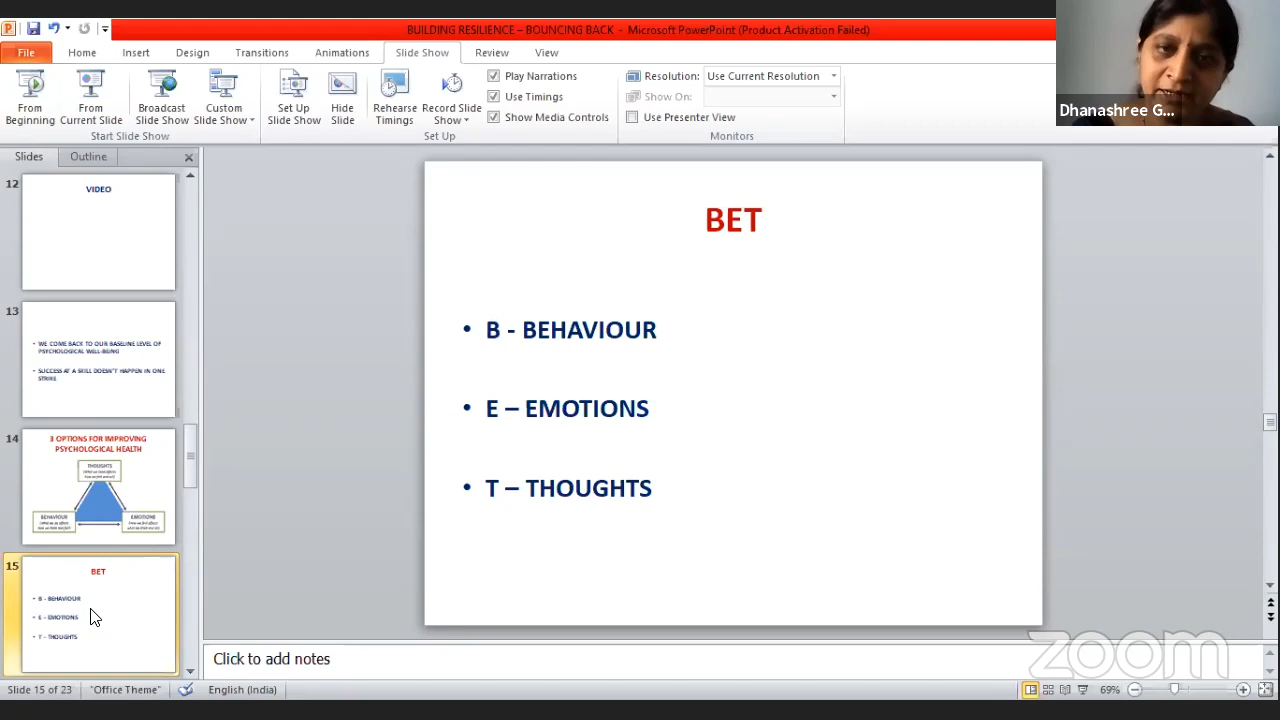 BUILDING RESILIENCE – BOUNCING BACK - Microsoft PowerPoint (Product Activation Failed)
File Home Insert Design Transitions Animations Slide Show Review View
From Beginning
From Current Slide
Broadcast Slide Show
Custom Slide Show
Set Up Slide Show
Hide Slide
Rehearse Timings
Record Slide Show
Play Narrations
Use Timings
Show Media Controls
Resolution: Use Current Resolution
Show On:
Use Presenter View
Start Slide Show
Set Up
Monitors
Dhanashree G...
Slides Outline
12
VIDEO
13
• WE COME BACK TO OUR BASELINE LEVEL OF
PSYCHOLOGICAL WELL-BEING
• SUCCESS AT A SKILL DOESN'T HAPPEN IN ONE
STRIKE
14
3 OPTIONS FOR IMPROVING
PSYCHOLOGICAL HEALTH
THOUGHTS
BEHAVIOUR
EMOTIONS
15
BET
• B - BEHAVIOUR
• E - EMOTIONS
• T - THOUGHTS
BET
• B - BEHAVIOUR
• E – EMOTIONS
• T – THOUGHTS
Click to add notes
zoom
Slide 15 of 23 "Office Theme" English (India) 69%